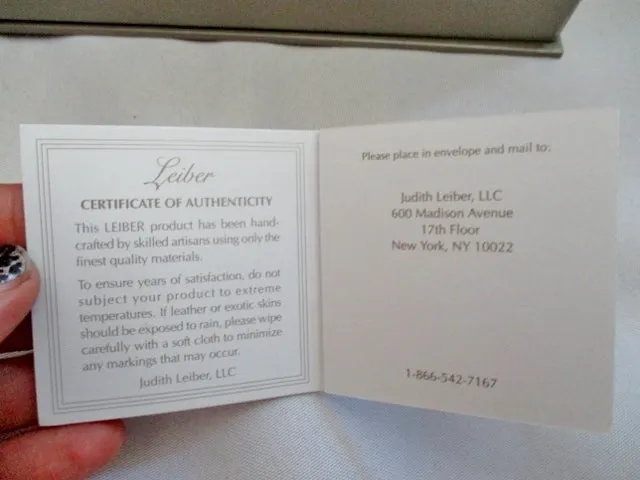 Leiber
CERTIFICATE OF AUTHENTICITY
This LEIBER product has been hand-
crafted by skilled artisans using only the
finest quality materials.
To ensure years of satisfaction, do not
subject your product to extreme
temperatures. If leather or exotic skins
should be exposed to rain, please wipe
carefully with a soft cloth to minimize
any markings that may occur.
Judith Leiber, LLC
Please place in envelope and mail to:
Judith Leiber, LLC
600 Madison Avenue
17th Floor
New York, NY 10022
1-866-542-7167